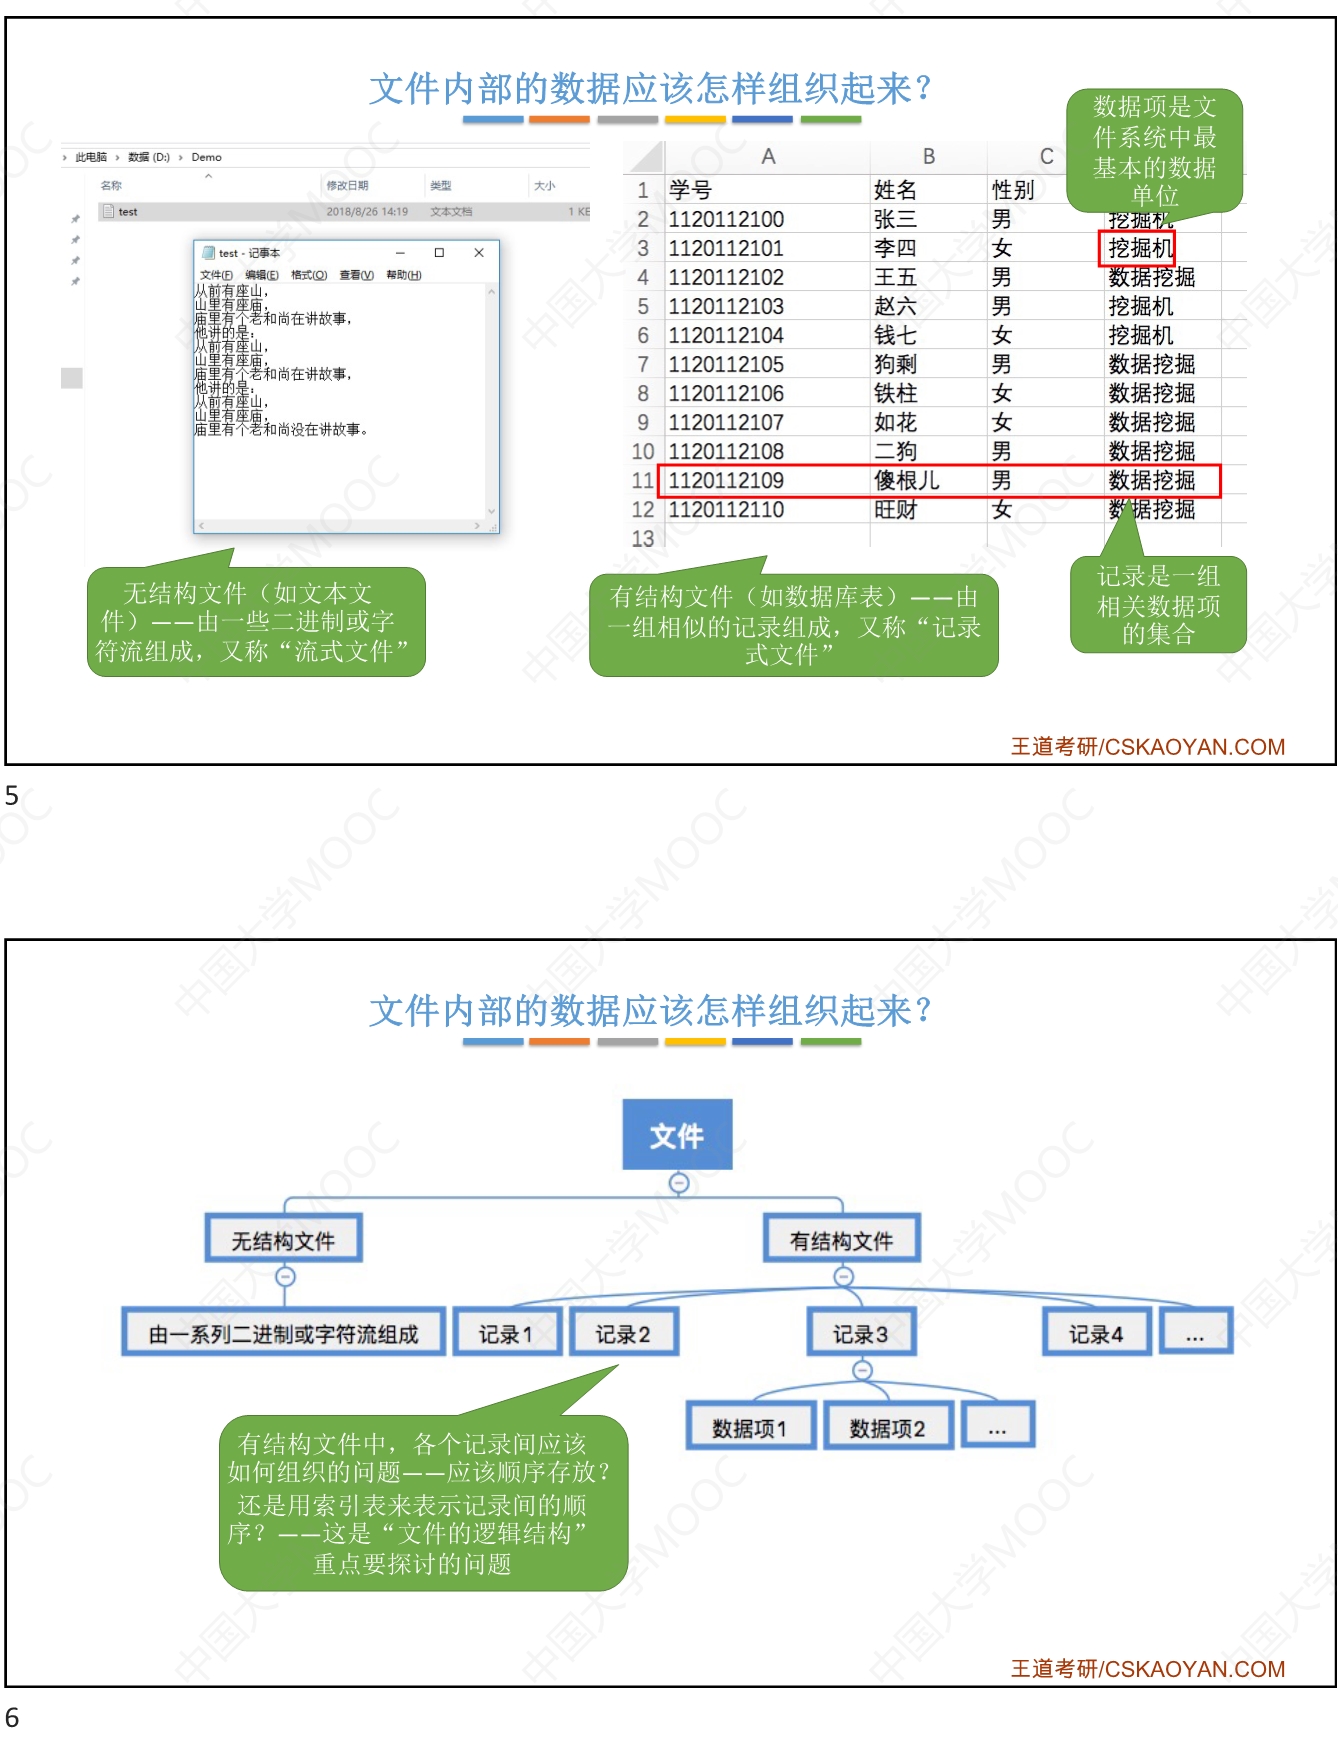 文件内部的数据应该怎样组织起来？
此电脑 › 数据 (D:) › Demo
名称 修改日期 类型 大小
test 2018/8/26 14:19 文本文档 1 KB
test - 记事本
文件(F) 编辑(E) 格式(O) 查看(V) 帮助(H)
从前有座山，
山里有座庙，
庙里有个老和尚在讲故事，
他讲的是：
从前有座山，
山里有座庙，
庙里有个老和尚在讲故事，
他讲的是：
从前有座山，
山里有座庙，
庙里有个老和尚没在讲故事。
无结构文件（如文本文
件）——由一些二进制或字
符流组成，又称“流式文件”
数据项是文
件系统中最
基本的数据
单位
A B C
1 学号 姓名 性别
2 1120112100 张三 男 挖掘机
3 1120112101 李四 女 挖掘机
4 1120112102 王五 男 数据挖掘
5 1120112103 赵六 男 挖掘机
6 1120112104 钱七 女 挖掘机
7 1120112105 狗剩 男 数据挖掘
8 1120112106 铁柱 女 数据挖掘
9 1120112107 如花 女 数据挖掘
10 1120112108 二狗 男 数据挖掘
11 1120112109 傻根儿 男 数据挖掘
12 1120112110 旺财 女 数据挖掘
13
有结构文件（如数据库表）——由
一组相似的记录组成，又称“记录
式文件”
记录是一组
相关数据项
的集合
王道考研/CSKAOYAN.COM
5
文件内部的数据应该怎样组织起来？
文件
无结构文件 有结构文件
由一系列二进制或字符流组成 记录1 记录2 记录3 记录4 ...
数据项1 数据项2 ...
有结构文件中，各个记录间应该
如何组织的问题——应该顺序存放？
还是用索引表来表示记录间的顺
序？——这是“文件的逻辑结构”
重点要探讨的问题
王道考研/CSKAOYAN.COM
6
中国大学MOOC